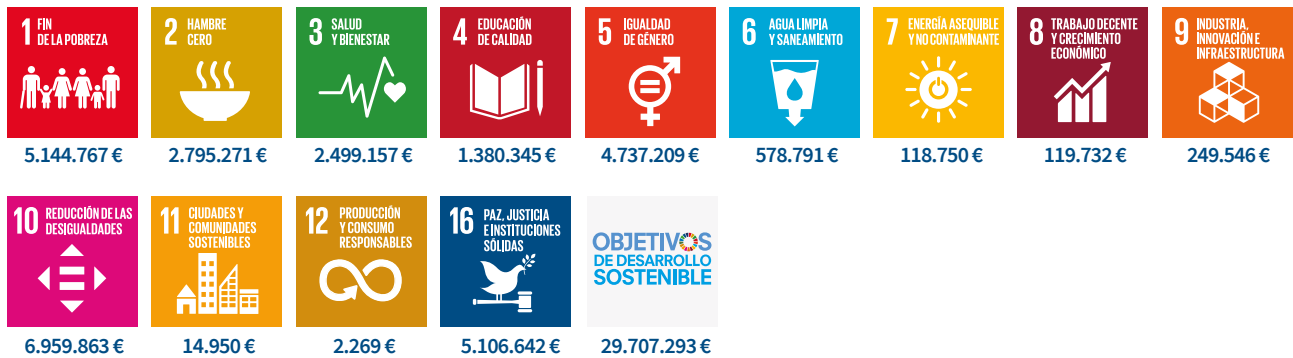 1 FIN
DE LA POBREZA
5.144.767 €
2 HAMBRE
CERO
2.795.271 €
3 SALUD
Y BIENESTAR
2.499.157 €
4 EDUCACIÓN
DE CALIDAD
1.380.345 €
5 IGUALDAD
DE GÉNERO
4.737.209 €
6 AGUA LIMPIA
Y SANEAMIENTO
578.791 €
7 ENERGÍA ASEQUIBLE
Y NO CONTAMINANTE
118.750 €
8 TRABAJO DECENTE
Y CRECIMIENTO
ECONÓMICO
119.732 €
9 INDUSTRIA,
INNOVACIÓN E
INFRAESTRUCTURA
249.546 €
10 REDUCCIÓN DE LAS
DESIGUALDADES
6.959.863 €
11 CIUDADES Y
COMUNIDADES
SOSTENIBLES
14.950 €
12 PRODUCCIÓN
Y CONSUMO
RESPONSABLES
2.269 €
16 PAZ, JUSTICIA
E INSTITUCIONES
SÓLIDAS
5.106.642 €
OBJETIVOS
DE DESARROLLO
SOSTENIBLE
29.707.293 €